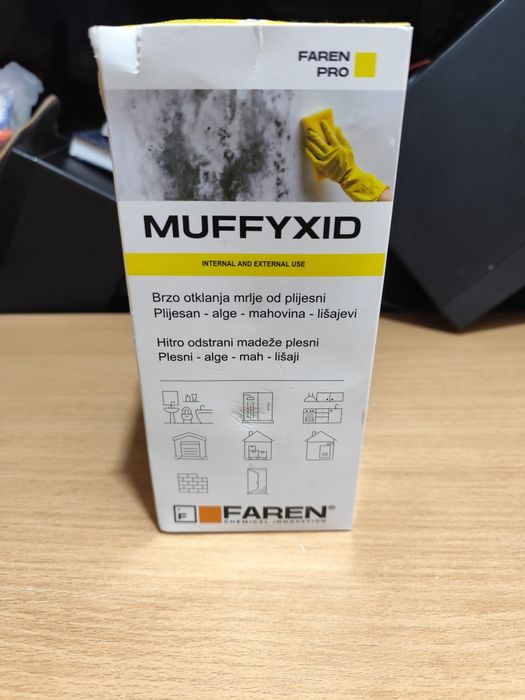 FAREN
PRO
MUFFYXID
INTERNAL AND EXTERNAL USE
Brzo otklanja mrlje od plijesni
Plijesan - alge - mahovina - lišajevi
Hitro odstrani madeže plesni
Plesni - alge - mah - lišaji
F FAREN®
CHEMICAL INNOVATION